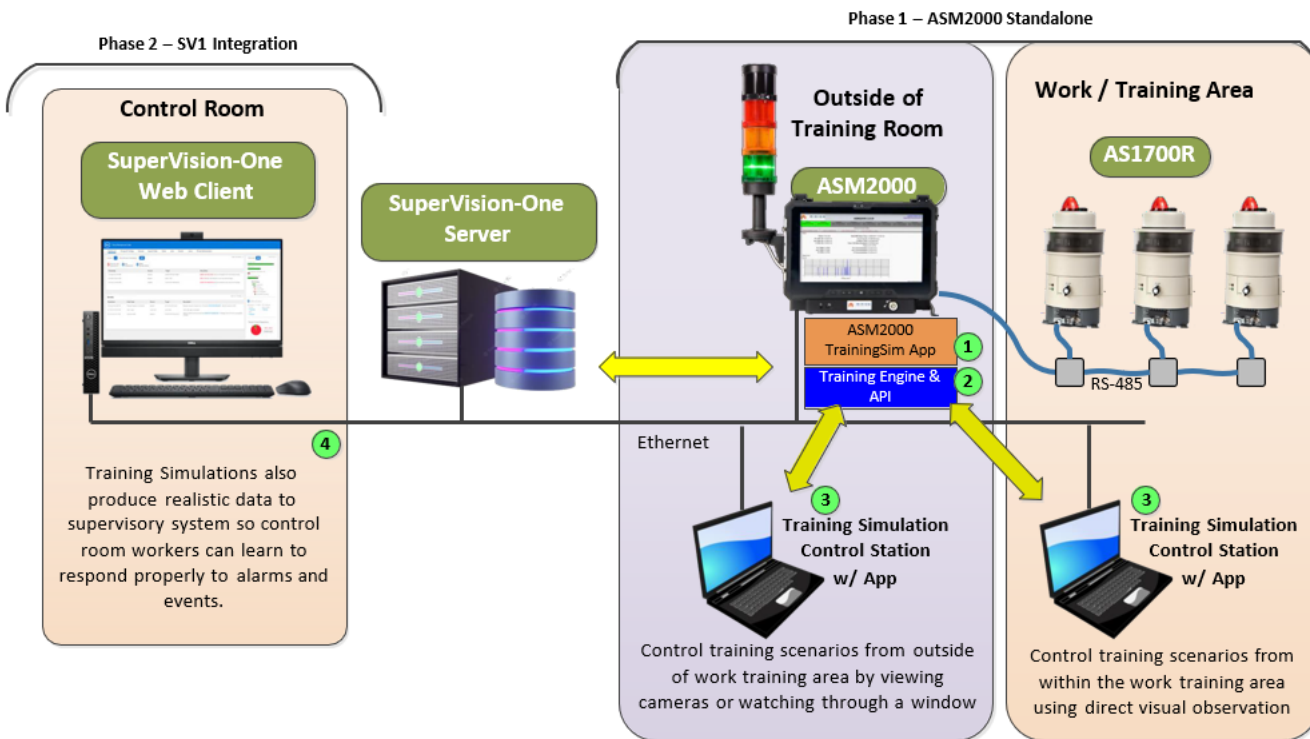 Phase 1 – ASM2000 Standalone
Phase 2 – SV1 Integration
Control Room
SuperVision-One
Web Client
SuperVision-One
Server
Outside of
Training Room
ASM2000
Work / Training Area
AS1700R
ASM2000
TrainingSim App
1
Training Engine &
API
2
RS-485
Ethernet
4
Training Simulations also
produce realistic data to
supervisory system so control
room workers can learn to
respond properly to alarms and
events.
3
Training Simulation
Control Station
w/ App
Control training scenarios from outside
of work training area by viewing
cameras or watching through a window
3
Training Simulation
Control Station
w/ App
Control training scenarios from
within the work training area
using direct visual observation